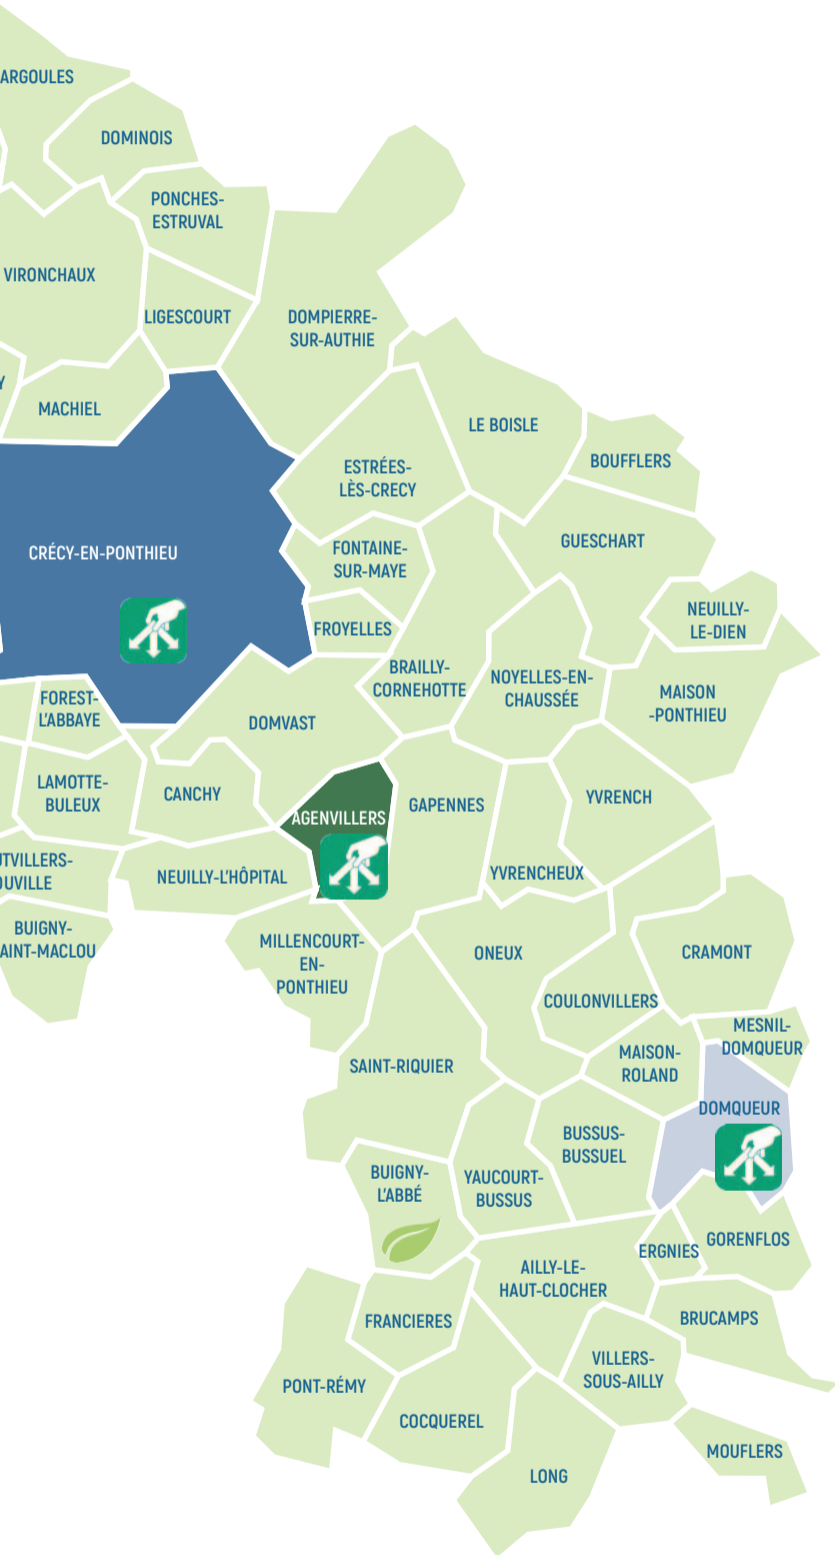 ARGOULES
DOMINOIS
PONCHES-
ESTRUVAL
VIRONCHAUX
LIGESCOURT
DOMPIERRE-
SUR-AUTHIE
Y
MACHIEL
LE BOISLE
BOUFFLERS
ESTRÉES-
LÈS-CRECY
CRÉCY-EN-PONTHIEU
FONTAINE-
SUR-MAYE
GUESCHART
FROYELLES
NEUILLY-
LE-DIEN
BRAILLY-
CORNEHOTTE
NOYELLES-EN-
CHAUSSÉE
MAISON
-PONTHIEU
FOREST-
L'ABBAYE
DOMVAST
LAMOTTE-
BULEUX
CANCHY
AGENVILLERS
GAPENNES
YVRENCH
UTVILLERS-
OUVILLE
NEUILLY-L'HÔPITAL
YVRENCHEUX
BUIGNY-
AINT-MACLOU
MILLENCOURT-
EN-
PONTHIEU
ONEUX
CRAMONT
COULONVILLERS
MESNIL-
DOMQUEUR
SAINT-RIQUIER
MAISON-
ROLAND
DOMQUEUR
BUSSUS-
BUSSUEL
BUIGNY-
L'ABBÉ
YAUCOURT-
BUSSUS
ERGNIES
GORENFLOS
AILLY-LE-
HAUT-CLOCHER
FRANCIERES
BRUCAMPS
PONT-RÉMY
VILLERS-
SOUS-AILLY
COCQUEREL
MOUFLERS
LONG